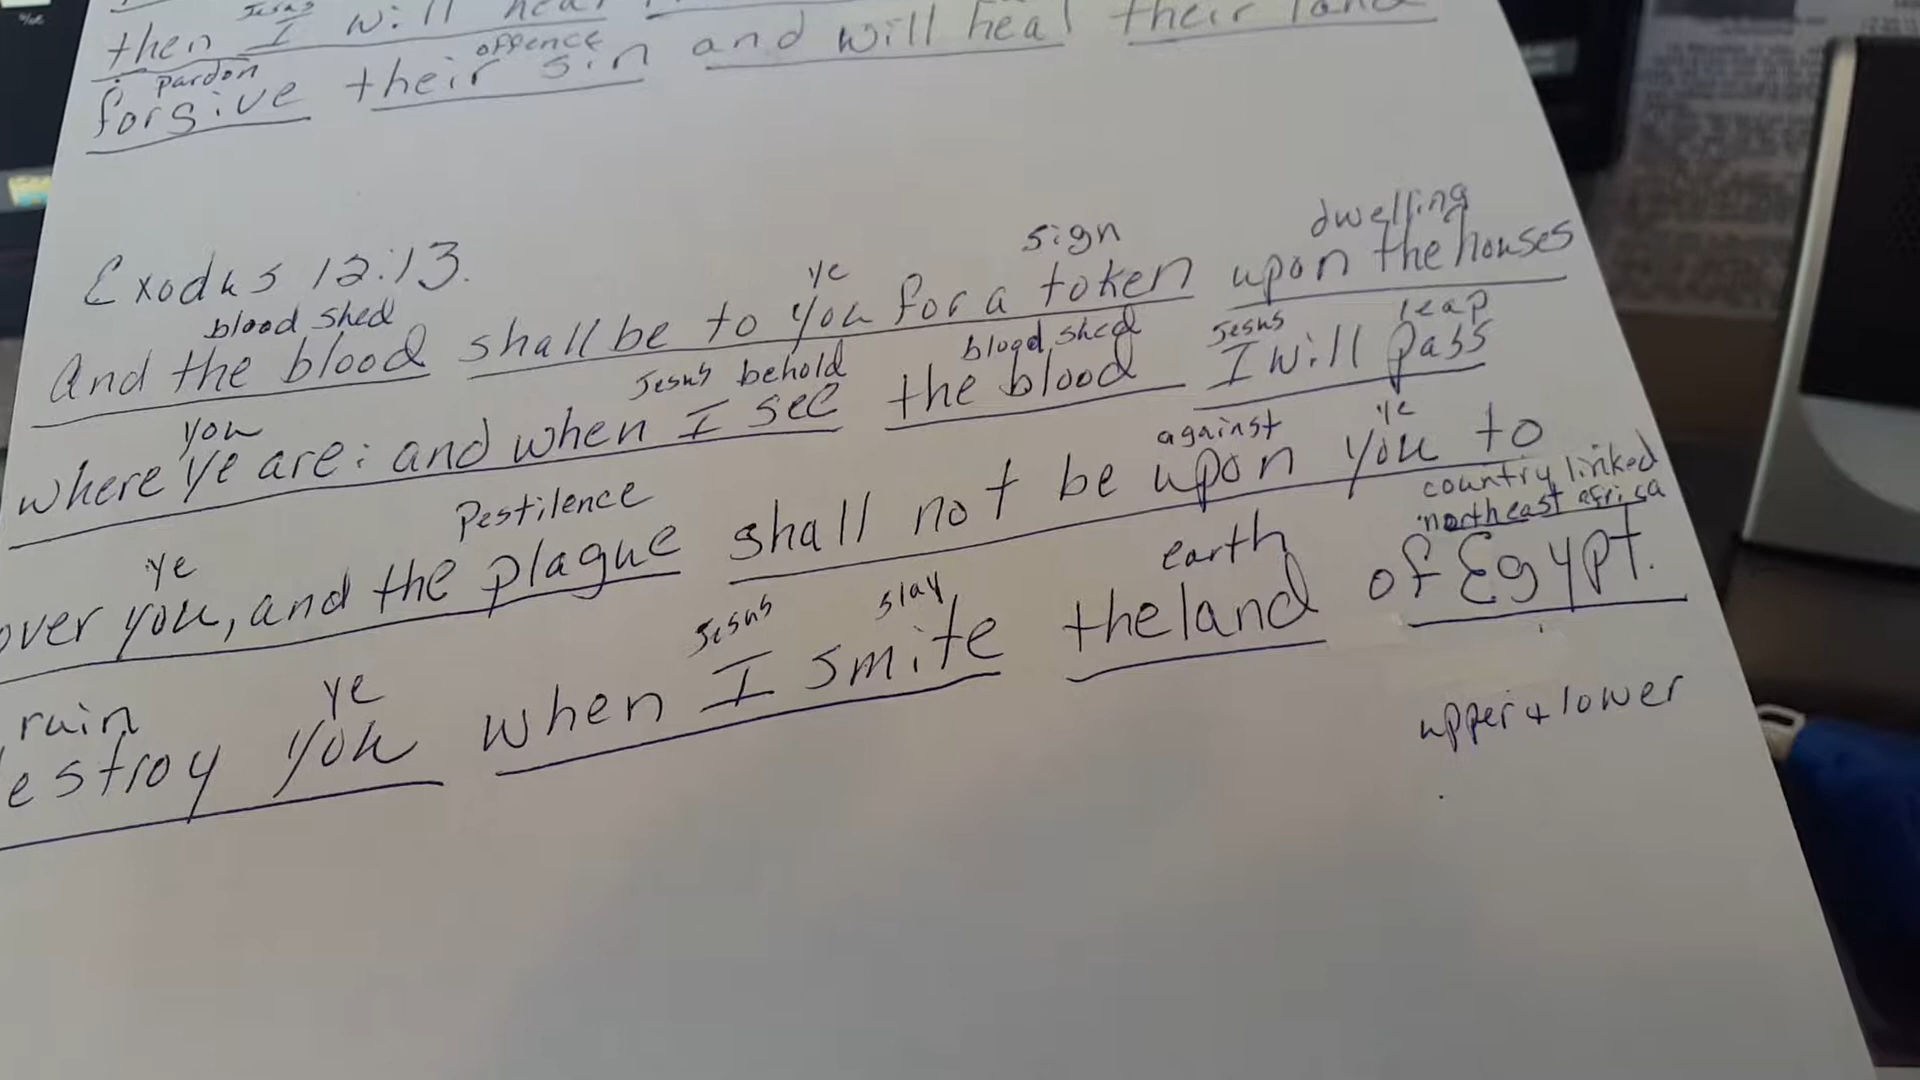 Jesus
then I will hear
pardon offence
forgive their sin and will heal their land
Exodus 12:13.
blood shed ye sign dwelling
And the blood shall be to you for a token upon the houses
you Jesus behold blood shed Jesus leap
where ye are: and when I see the blood I will pass
ye Pestilence against ye
over you, and the plague shall not be upon you to
ruin ye Jesus slay earth country linked
northeast africa
estroy you when I smite the land of Egypt.
upper & lower